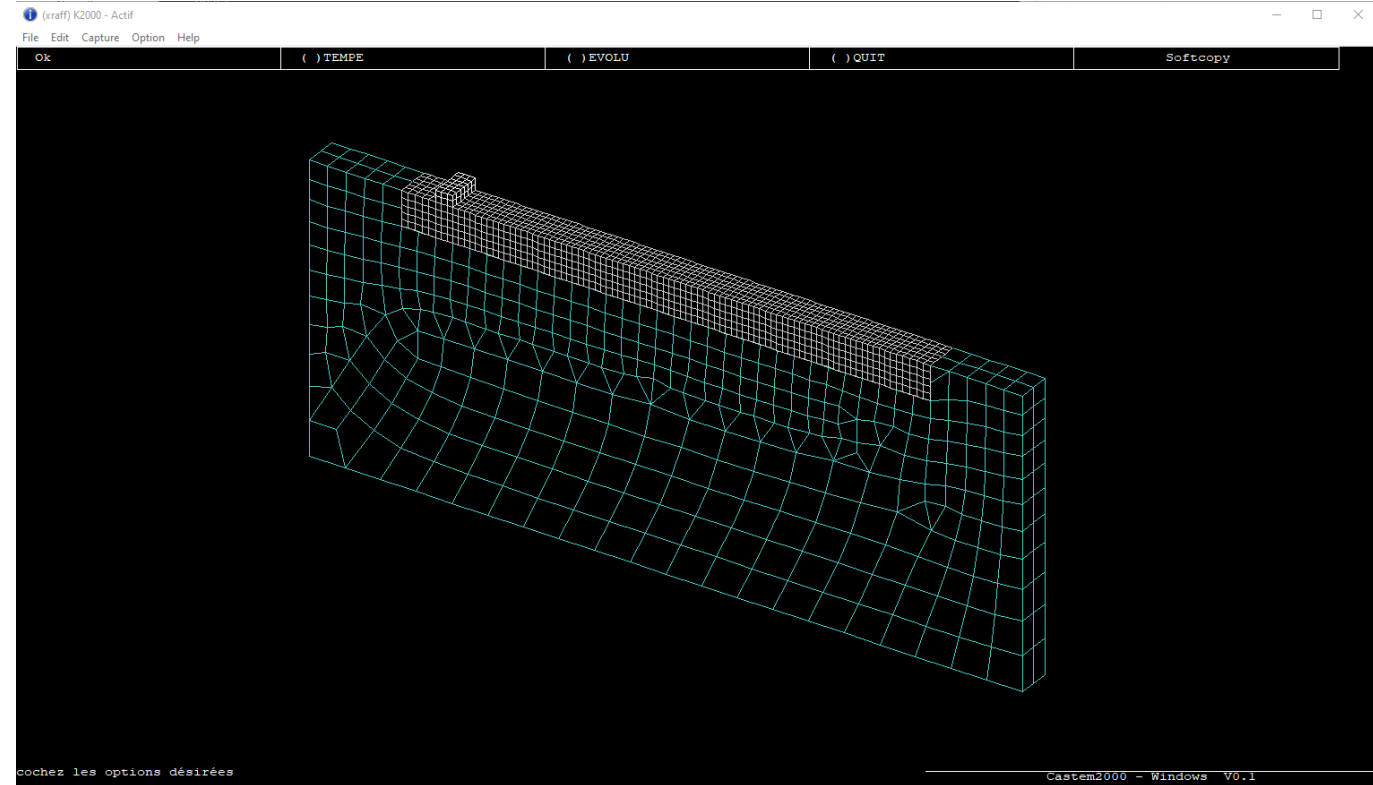 (xraff) K2000 - Actif
File Edit Capture Option Help
Ok ( )TEMPE ( )EVOLU ( )QUIT Softcopy
cochez les options désirées
Castem2000 - Windows V0.1